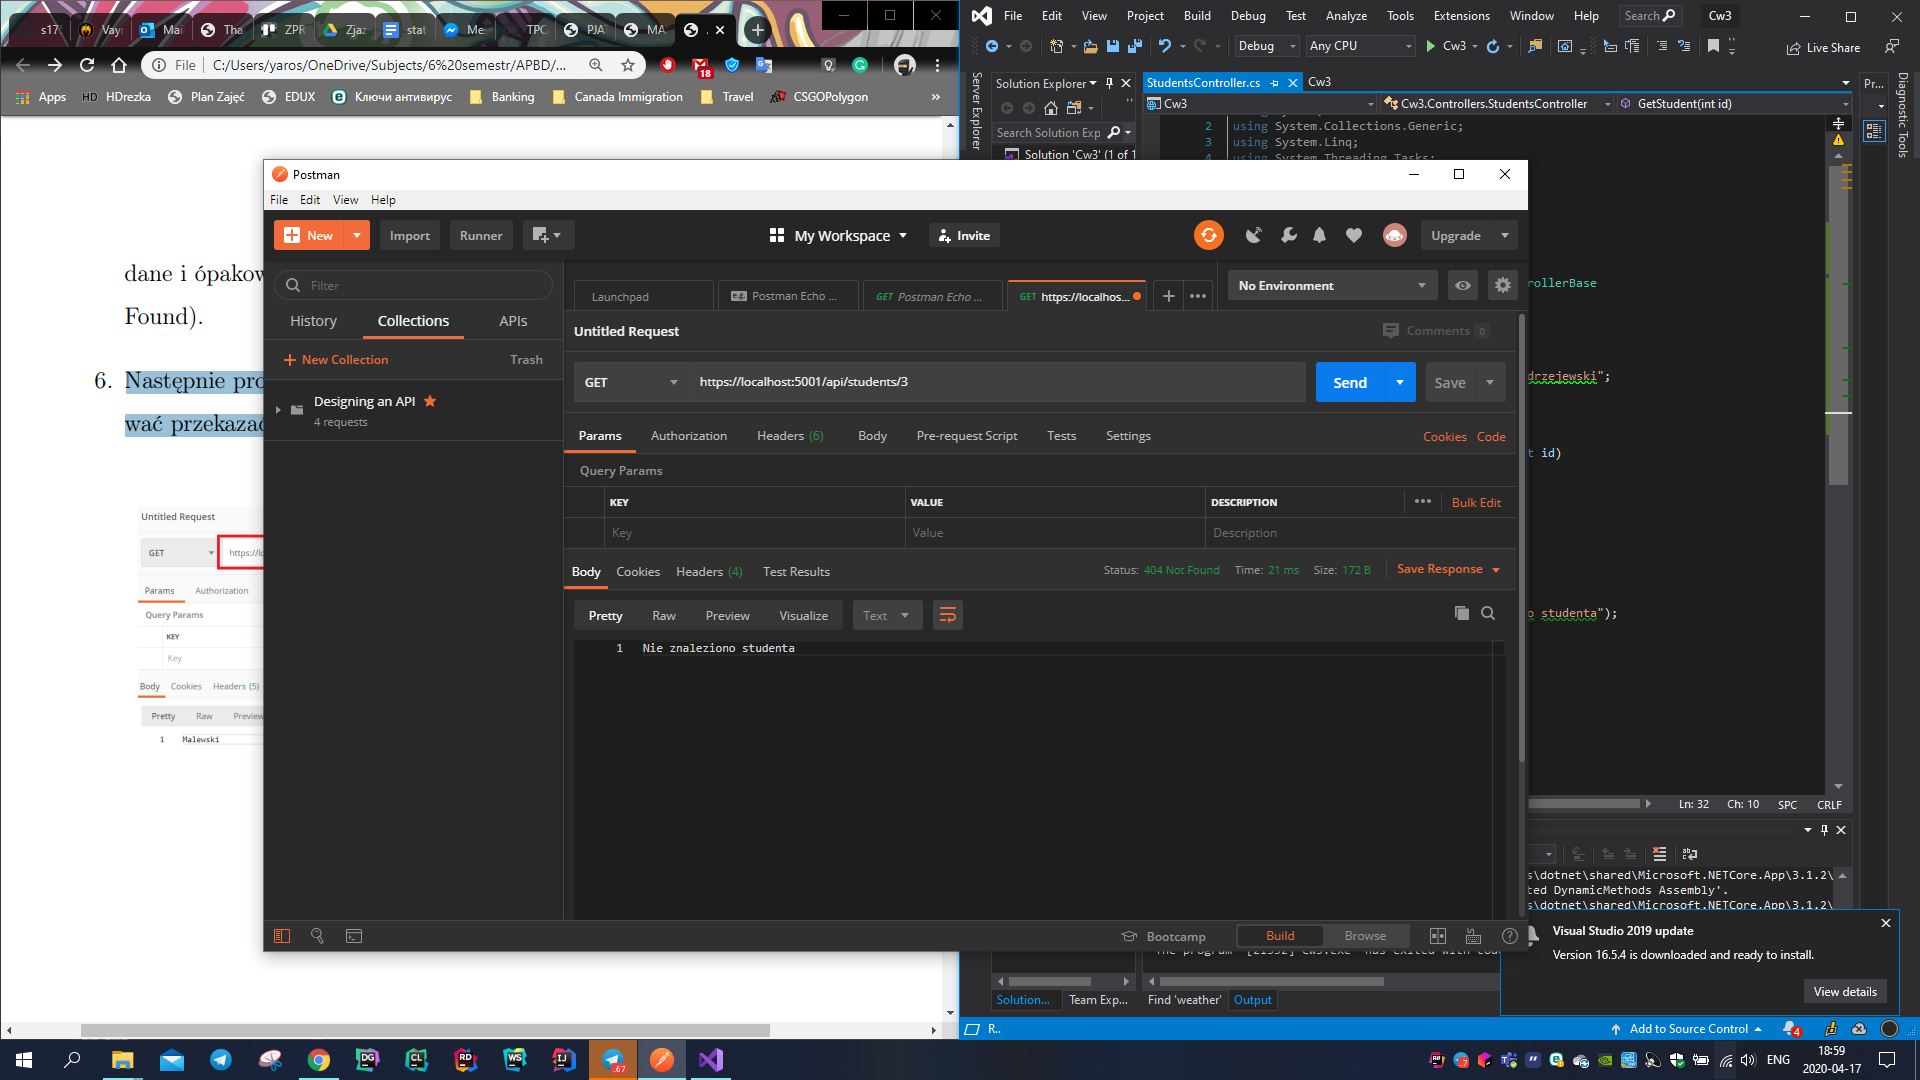 s17
Vay
Mai
Tha
ZPR
Zjaz
stat
Me
TPC
PJA
MA
File
C:/Users/yaros/OneDrive/Subjects/6%20semestr/APBD/...
18
Apps
HDrezka
Plan Zajęć
EDUX
Ключи антивирус
Banking
Canada Immigration
Travel
CSGOPolygon
»
dane i ópakow
Found).
6. Następnie pro
wać przekazać
Untitled Request
GET
https://lo
Params
Authorization
Query Params
KEY
Key
Body Cookies Headers (5)
Pretty Raw Preview
1 Malewski
File Edit View Project Build Debug Test Analyze Tools Extensions Window Help
Search
Cw3
Debug
Any CPU
Cw3
Live Share
Server Explorer
Solution Explorer
Search Solution Exp
Solution 'Cw3' (1 of 1
StudentsController.cs
Cw3
Cw3
Cw3.Controllers.StudentsController
GetStudent(int id)
Pr...
Diagnostic Tools
2 using System.Collections.Generic;
3 using System.Linq;
4 using System.Threading.Tasks;
rollerBase
drzejewski";
t id)
o studenta");
Ln: 32 Ch: 10 SPC CRLF
s\dotnet\shared\Microsoft.NETCore.App\3.1.2\
ted DynamicMethods Assembly'.
s\dotnet\shared\Microsoft.NETCore.App\3.1.2\
Solution... Team Exp...
Find 'weather' Output
R..
Add to Source Control
4
Visual Studio 2019 update
Version 16.5.4 is downloaded and ready to install.
View details
Postman
File Edit View Help
New
Import
Runner
My Workspace
Invite
Upgrade
Filter
History Collections APIs
New Collection
Trash
Designing an API
4 requests
Launchpad
e.g. Postman Echo ...
GET Postman Echo ...
GET https://localhos...
No Environment
Untitled Request
Comments 0
GET
https://localhost:5001/api/students/3
Send
Save
Params Authorization Headers (6) Body Pre-request Script Tests Settings
Cookies Code
Query Params
KEY VALUE DESCRIPTION
Bulk Edit
Key Value Description
Body Cookies Headers (4) Test Results
Status: 404 Not Found Time: 21 ms Size: 172 B
Save Response
Pretty Raw Preview Visualize
Text
1 Nie znaleziono studenta
Bootcamp
Build
Browse
ENG
18:59
2020-04-17